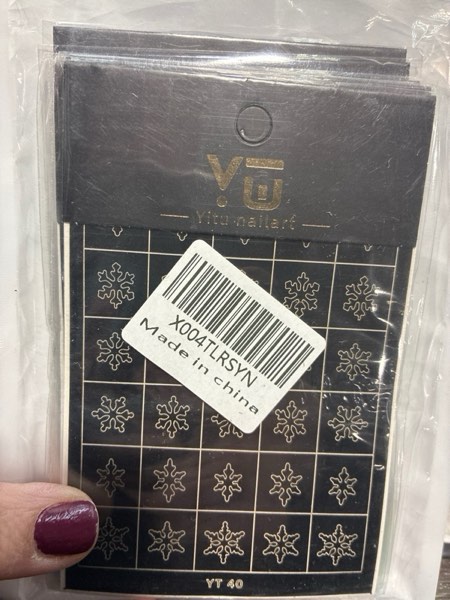 YU
Yitu nailart
X004TLRSYN
Made in china
YT 40